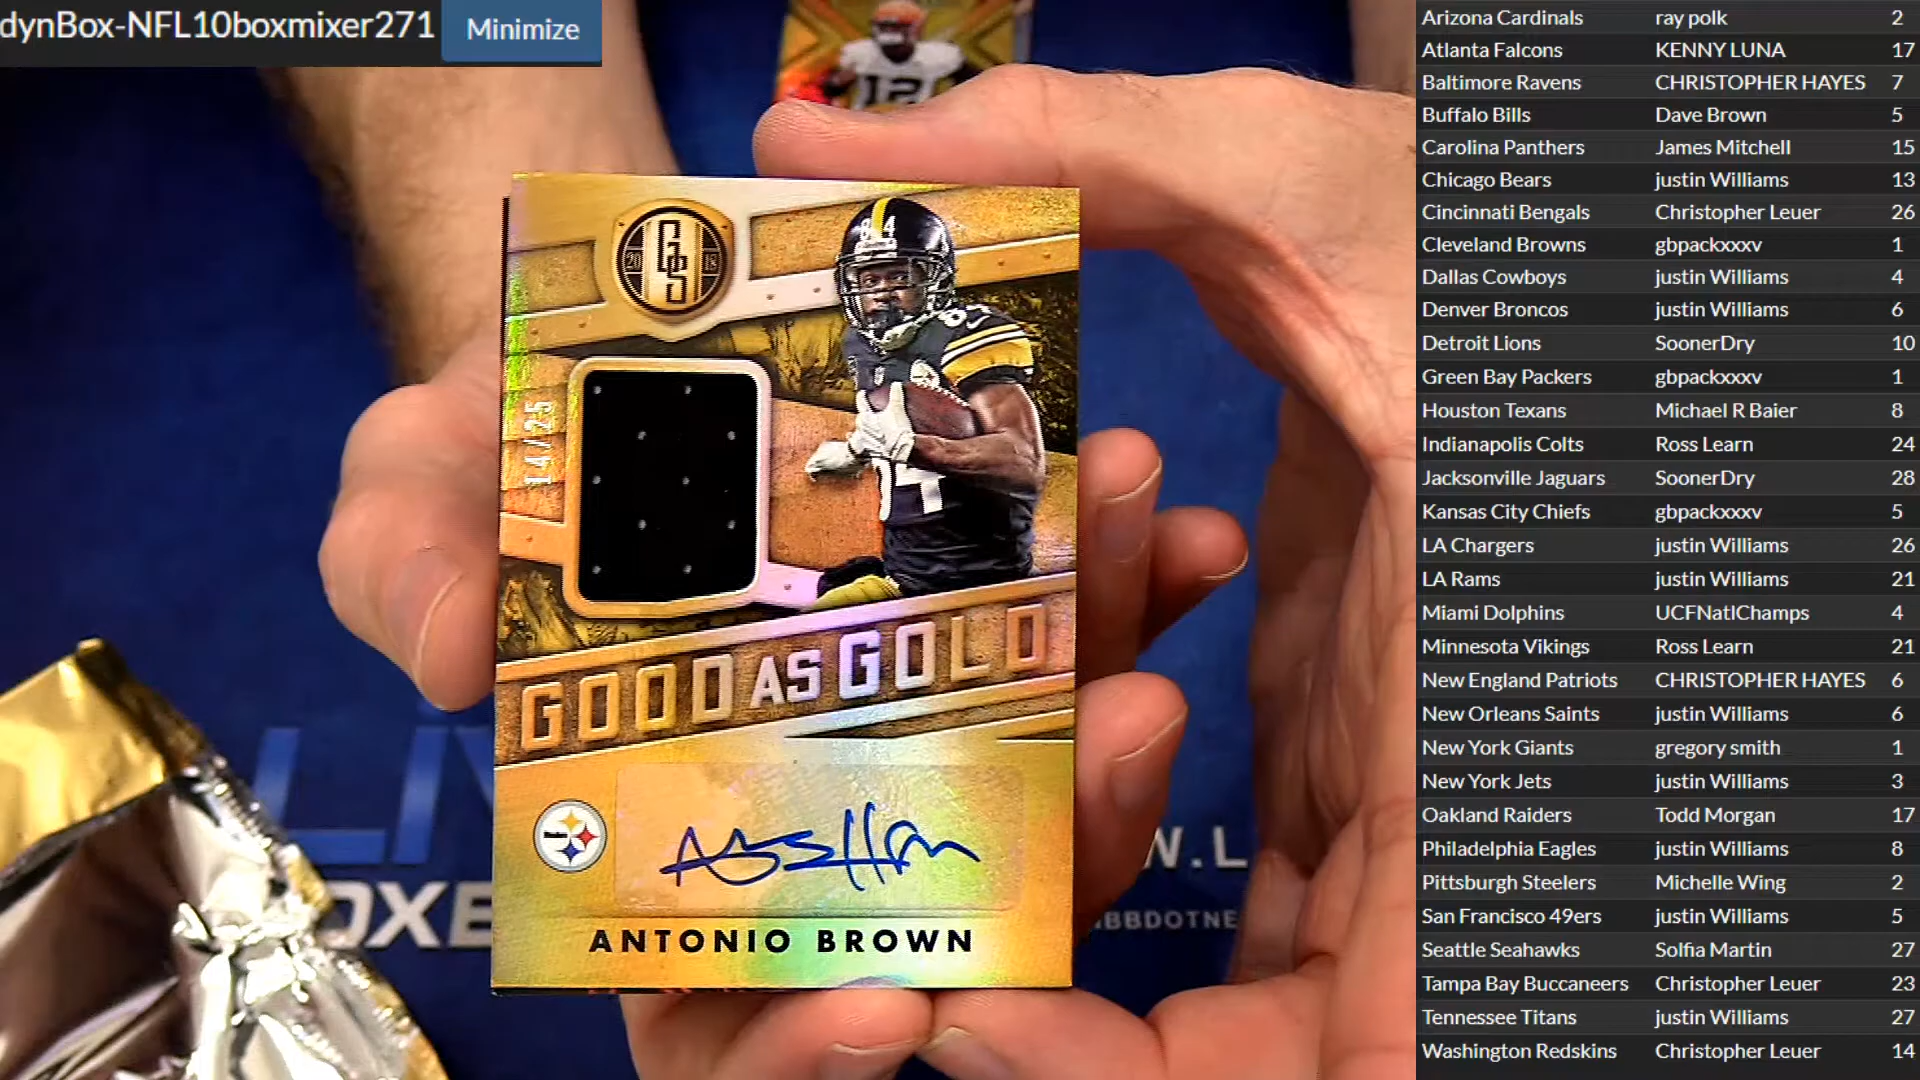 dynBox-NFL10boxmixer271
Minimize
12
GS
20 18
84
84
14/25
GOOD AS GOLD
ANTONIO BROWN
LIV
OXB
W.L
BBDOTNE
Arizona Cardinals ray polk 2
Atlanta Falcons KENNY LUNA 17
Baltimore Ravens CHRISTOPHER HAYES 7
Buffalo Bills Dave Brown 5
Carolina Panthers James Mitchell 15
Chicago Bears justin Williams 13
Cincinnati Bengals Christopher Leuer 26
Cleveland Browns gbpackxxxv 1
Dallas Cowboys justin Williams 4
Denver Broncos justin Williams 6
Detroit Lions SoonerDry 10
Green Bay Packers gbpackxxxv 1
Houston Texans Michael R Baier 8
Indianapolis Colts Ross Learn 24
Jacksonville Jaguars SoonerDry 28
Kansas City Chiefs gbpackxxxv 5
LA Chargers justin Williams 26
LA Rams justin Williams 21
Miami Dolphins UCFNatlChamps 4
Minnesota Vikings Ross Learn 21
New England Patriots CHRISTOPHER HAYES 6
New Orleans Saints justin Williams 6
New York Giants gregory smith 1
New York Jets justin Williams 3
Oakland Raiders Todd Morgan 17
Philadelphia Eagles justin Williams 8
Pittsburgh Steelers Michelle Wing 2
San Francisco 49ers justin Williams 5
Seattle Seahawks Solfia Martin 27
Tampa Bay Buccaneers Christopher Leuer 23
Tennessee Titans justin Williams 27
Washington Redskins Christopher Leuer 14